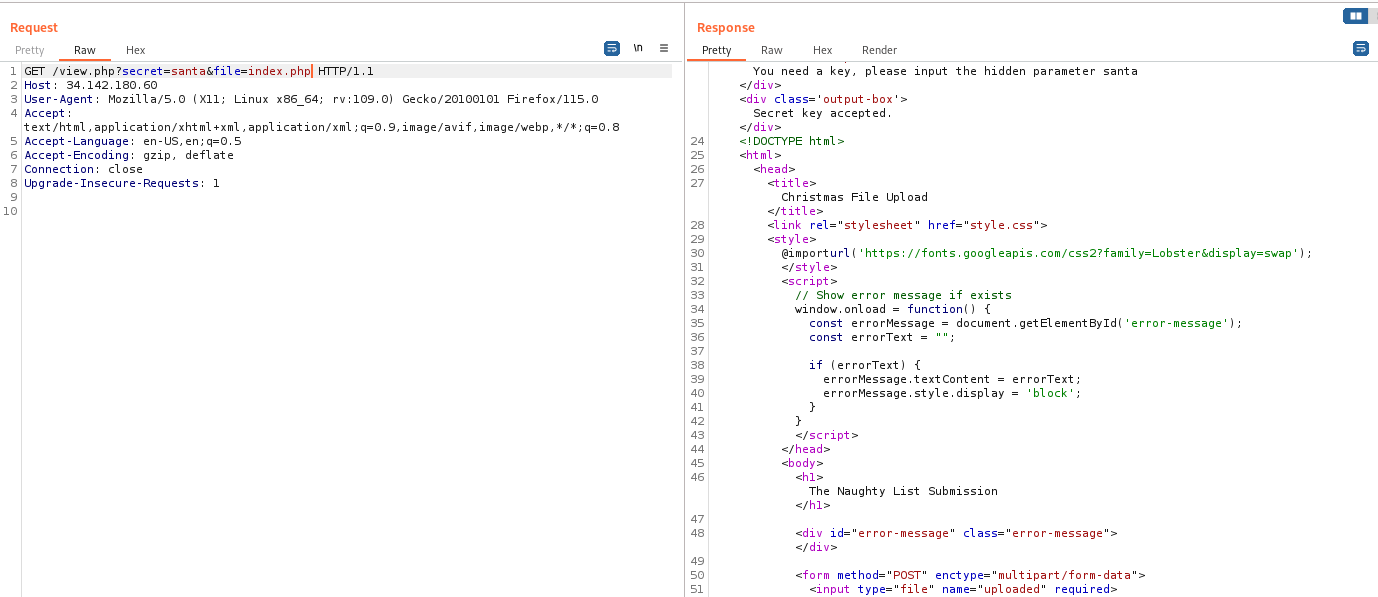 Request
Pretty Raw Hex
\n
1 GET /view.php?secret=santa&file=index.php HTTP/1.1
2 Host: 34.142.180.60
3 User-Agent: Mozilla/5.0 (X11; Linux x86_64; rv:109.0) Gecko/20100101 Firefox/115.0
4 Accept:
text/html,application/xhtml+xml,application/xml;q=0.9,image/avif,image/webp,*/*;q=0.8
5 Accept-Language: en-US,en;q=0.5
6 Accept-Encoding: gzip, deflate
7 Connection: close
8 Upgrade-Insecure-Requests: 1
9
10
Response
Pretty Raw Hex Render
You need a key, please input the hidden parameter santa
</div>
<div class='output-box'>
Secret key accepted.
</div>
24 <!DOCTYPE html>
25 <html>
26 <head>
27 <title>
Christmas File Upload
</title>
28 <link rel="stylesheet" href="style.css">
29 <style>
30 @importurl('https://fonts.googleapis.com/css2?family=Lobster&display=swap');
31 </style>
32 <script>
33 // Show error message if exists
34 window.onload = function() {
35 const errorMessage = document.getElementById('error-message');
36 const errorText = "";
37
38 if (errorText) {
39 errorMessage.textContent = errorText;
40 errorMessage.style.display = 'block';
41 }
42 }
43 </script>
44 </head>
45 <body>
46 <h1>
The Naughty List Submission
</h1>
47
48 <div id="error-message" class="error-message">
</div>
49
50 <form method="POST" enctype="multipart/form-data">
51 <input type="file" name="uploaded" required>